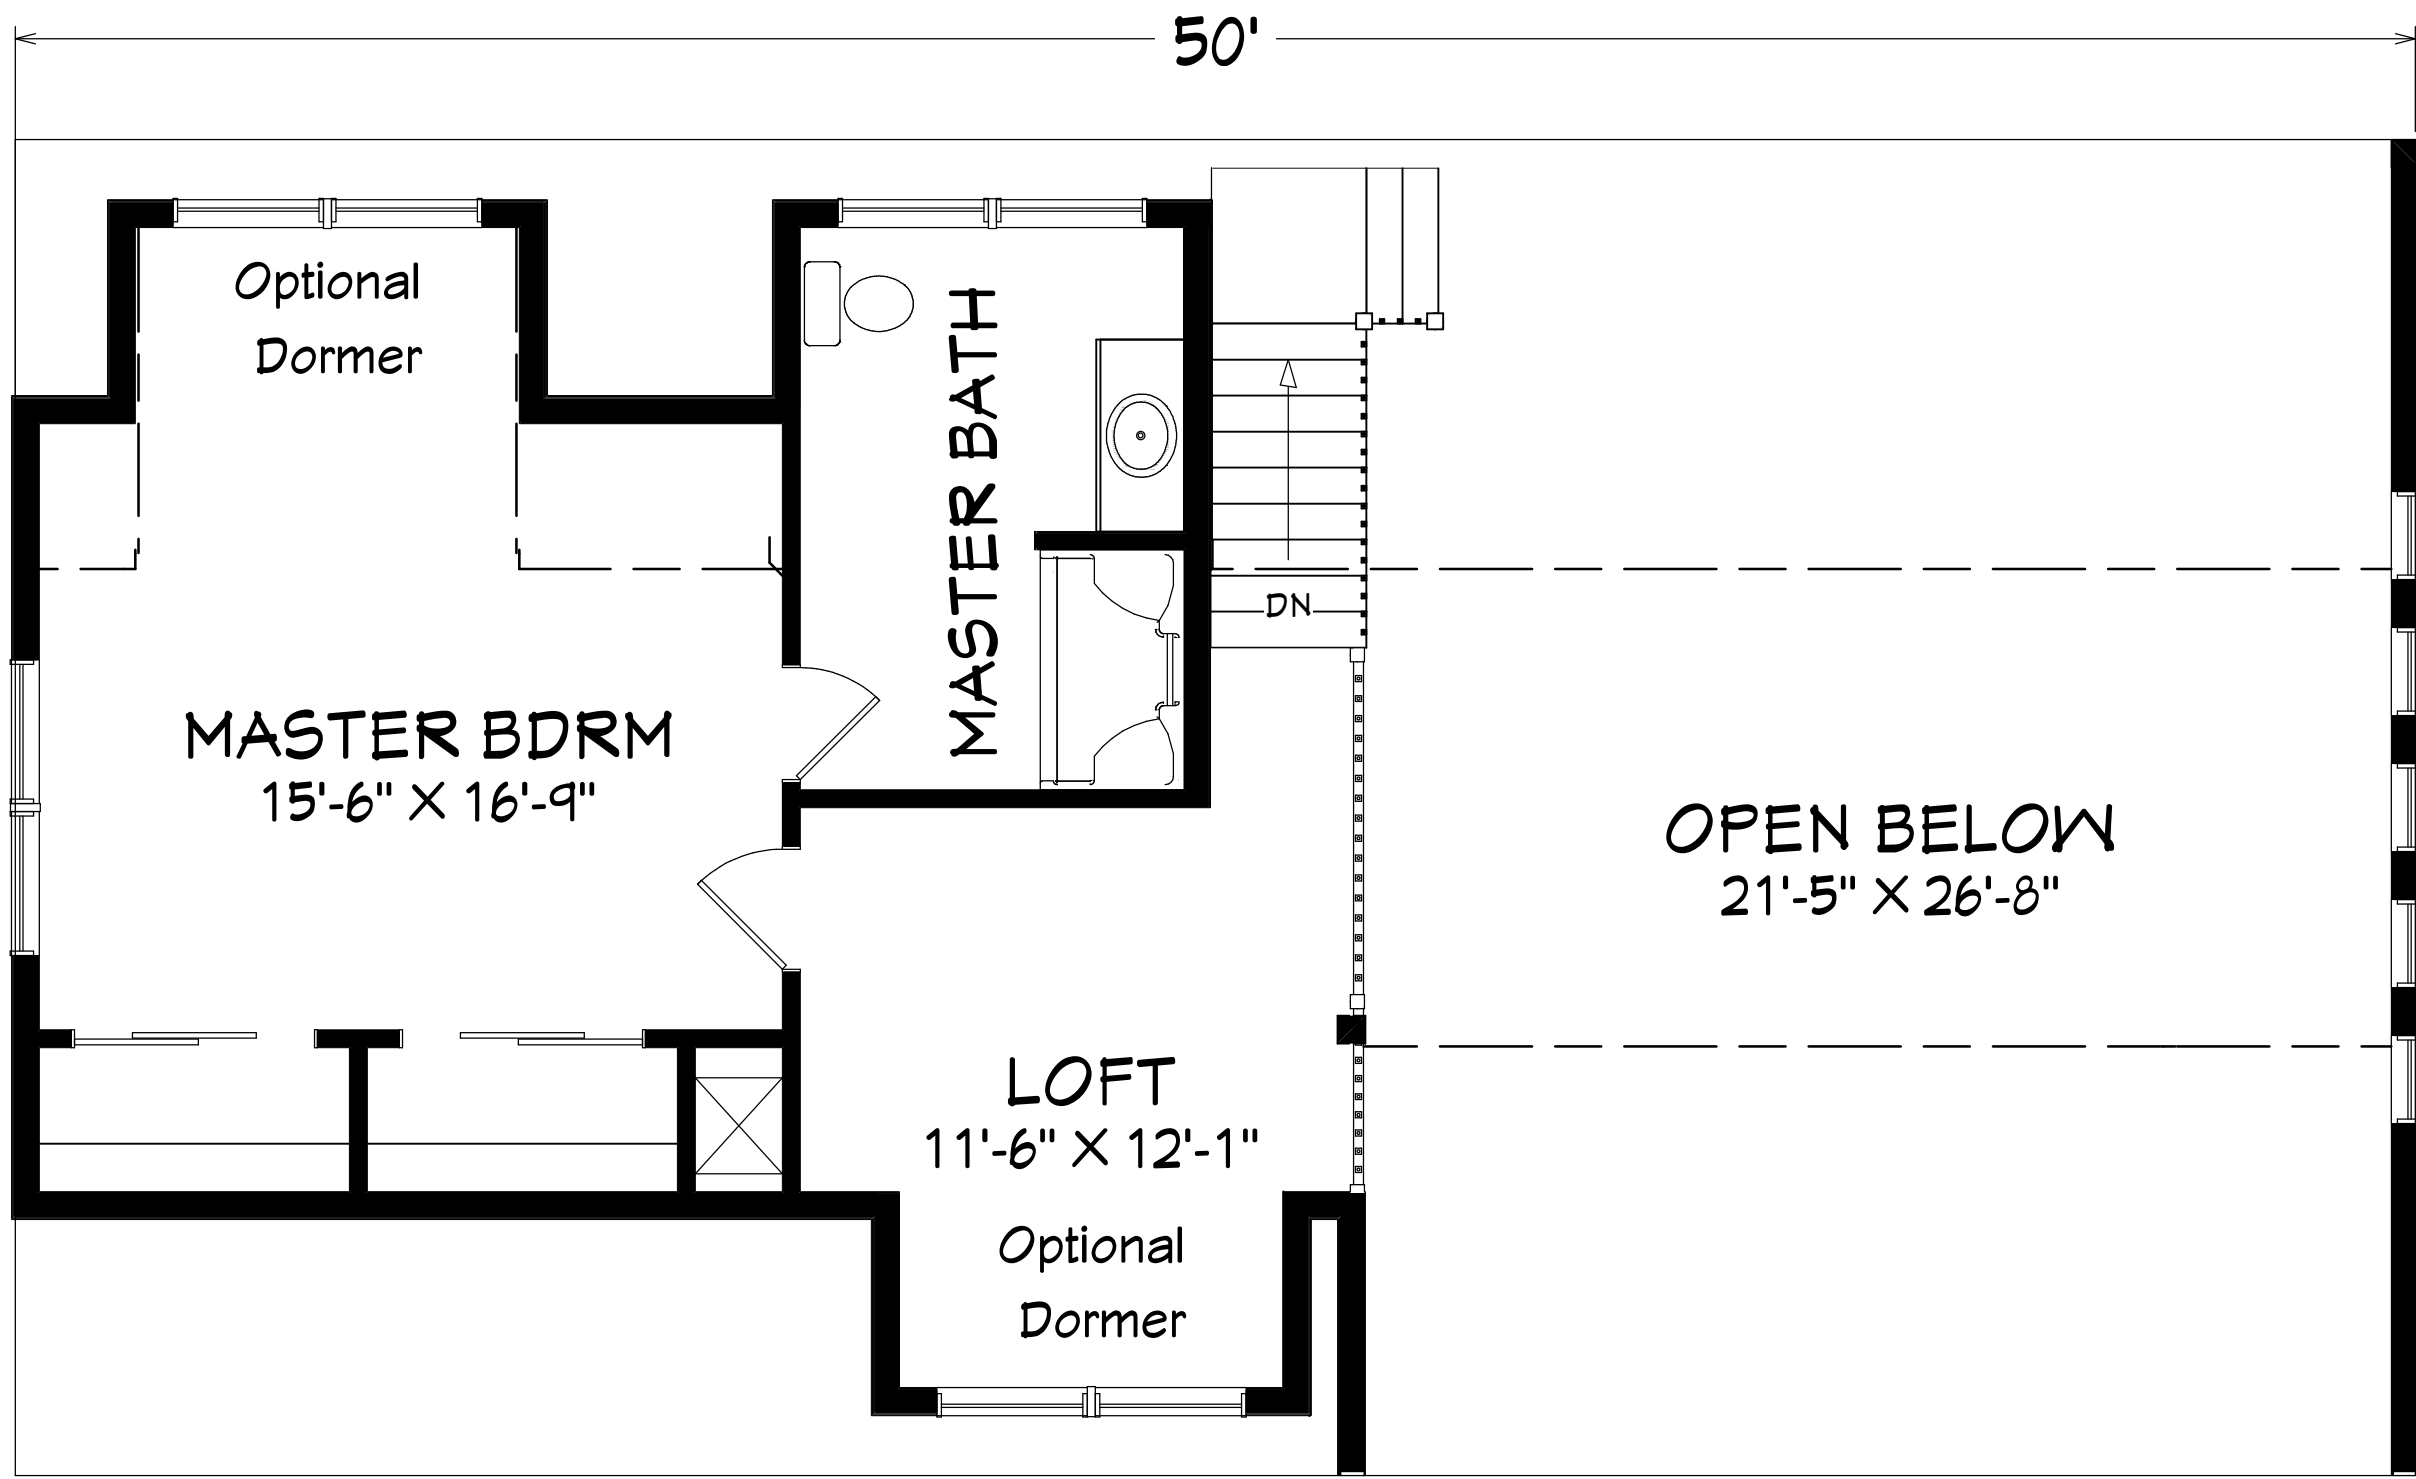 50'
Optional
Dormer
MASTER BATH
DN
MASTER BDRM
15'-6" X 16'-9"
OPEN BELOW
21'-5" X 26'-8"
LOFT
11'-6" X 12'-1"
Optional
Dormer